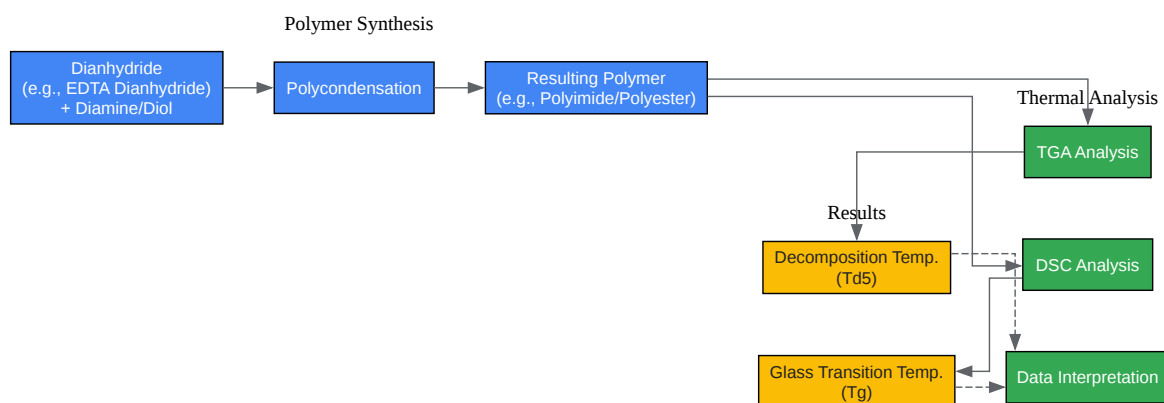 Polymer Synthesis
Dianhydride
(e.g., EDTA Dianhydride)
+ Diamine/Diol
Polycondensation
Resulting Polymer
(e.g., Polyimide/Polyester)
Thermal Analysis
TGA Analysis
Results
Decomposition Temp.
(Td5)
DSC Analysis
Glass Transition Temp.
(Tg)
Data Interpretation